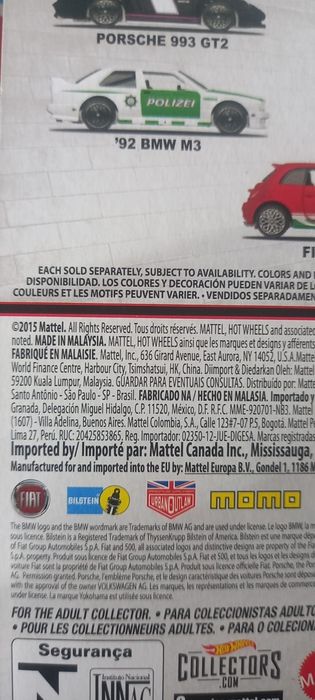 PORSCHE 993 GT2
POLIZEI
'92 BMW M3
FI
EACH SOLD SEPARATELY, SUBJECT TO AVAILABILITY. COLORS AND
DISPONIBILIDAD. LOS COLORES Y DECORACIÓN PUEDEN VARIAR DE L
COULEURS ET LES MOTIFS PEUVENT VARIER. • VENDIDOS SEPARADAMEN
©2015 Mattel. All Rights Reserved. Tous droits réservés. MATTEL, HOT WHEELS and associated
noted. MADE IN MALAYSIA. MATTEL, HOT WHEELS ainsi que les marques et designs y afférents
FABRIQUÉ EN MALAISIE. Mattel, Inc., 636 Girard Avenue, East Aurora, NY 14052, U.S.A. Matte
World Finance Centre, Harbour City, Tsimshatsui, HK, China. Diimport & Diedarkan Oleh: Mattel
59200 Kuala Lumpur, Malaysia. GUARDAR PARA EVENTUAIS CONSULTAS. Distribuido por: Matte
Santo Antônio - São Paulo - SP - Brasil. FABRICADO NA / HECHO EN MALASIA. Importado y
Granada, Delegación Miguel Hidalgo, C.P. 11520, México, D.F. R.F.C. MME-920701-NB3. Mattel
(1607) - Villa Adelina, Buenos Aires. Mattel Colombia, S.A., Calle 123#7-07 P.5, Bogotá. Mattel P
Lima 27, Perú. RUC: 20425853865. Reg. Importador: 02350-12-JUE-DIGESA. Marcas registradas
Imported by/ Importé par: Mattel Canada Inc., Mississauga,
Manufactured for and imported into the EU by: Mattel Europa B.V., Gondel 1, 1186 M
FIAT
BILSTEIN
URBAN OUTLAW
momo
The BMW logo and the BMW wordmark are Trademarks of BMW AG and are used under license. Le logo BMW, la m
sous licence. Bilstein is a Registered Trademark of ThyssenKrupp Bilstein of America. Bilstein est une marque dép
of Fiat Group Automobiles S.p.A. Fiat and 500, all associated logos and distinctive designs are property of the Fia
S.p.A. property. Produit sous licence de Fiat Group Automobiles S.p.A. Fiat et 500, et tous les logos et les designs d
voiture Fiat sont la propriété de Fiat Group Automobiles S.p.A. Produit sous licence officielle Fiat. Porsche, the Por
AG. Permission granted. Porsche, l'emblème Porsche, et le design caractéristique des voitures Porsche sont dépos
with the approval of the owner VOLKSWAGEN AG. Les marques, les représentations et les marques de commerce
under license. La marque Yokohama est utilisée sous licence.
FOR THE ADULT COLLECTOR. • PARA COLECCIONISTAS ADULTO
• POUR LES COLLECTIONNEURS ADULTES. • PARA O COLECION
Segurança
Instituto Nacional
Hot Wheels
COLLECTORS
.COM
M